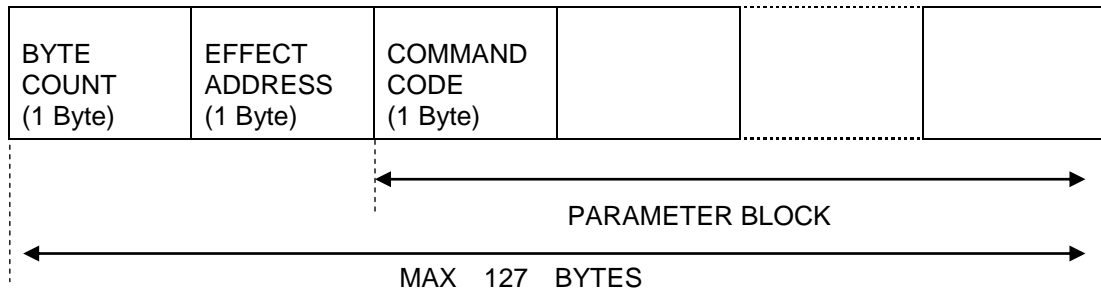 BYTE
COUNT
(1 Byte)
EFFECT
ADDRESS
(1 Byte)
COMMAND
CODE
(1 Byte)
PARAMETER BLOCK
MAX 127 BYTES